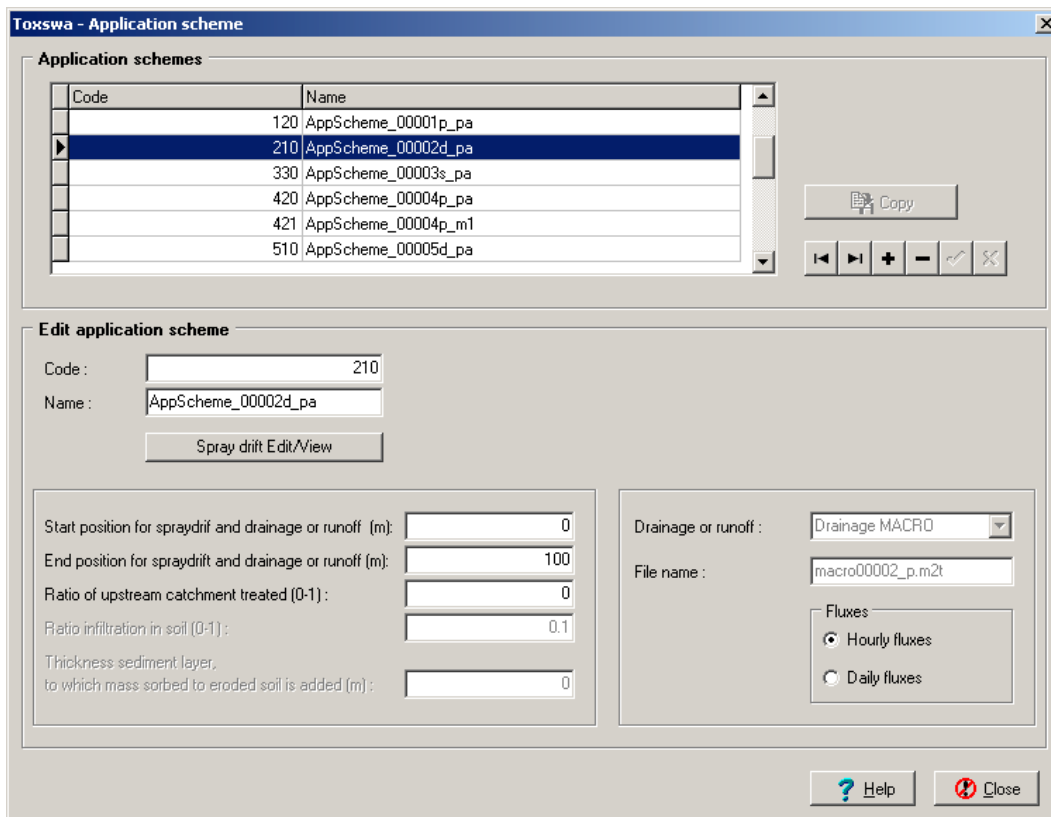 Toxswa - Application scheme
Application schemes
Code Name
120 AppScheme_00001p_pa
210 AppScheme_00002d_pa
330 AppScheme_00003s_pa
420 AppScheme_00004p_pa
421 AppScheme_00004p_m1
510 AppScheme_00005d_pa
Copy
Edit application scheme
Code : 210
Name : AppScheme_00002d_pa
Spray drift Edit/View
Start position for spraydrif and drainage or runoff (m): 0
End position for spraydrift and drainage or runoff (m): 100
Ratio of upstream catchment treated (0-1) : 0
Ratio infiltration in soil (0-1) : 0.1
Thickness sediment layer,
to which mass sorbed to eroded soil is added (m) : 0
Drainage or runoff : Drainage MACRO
File name : macro00002_p.m2t
Fluxes
Hourly fluxes
Daily fluxes
Help
Close